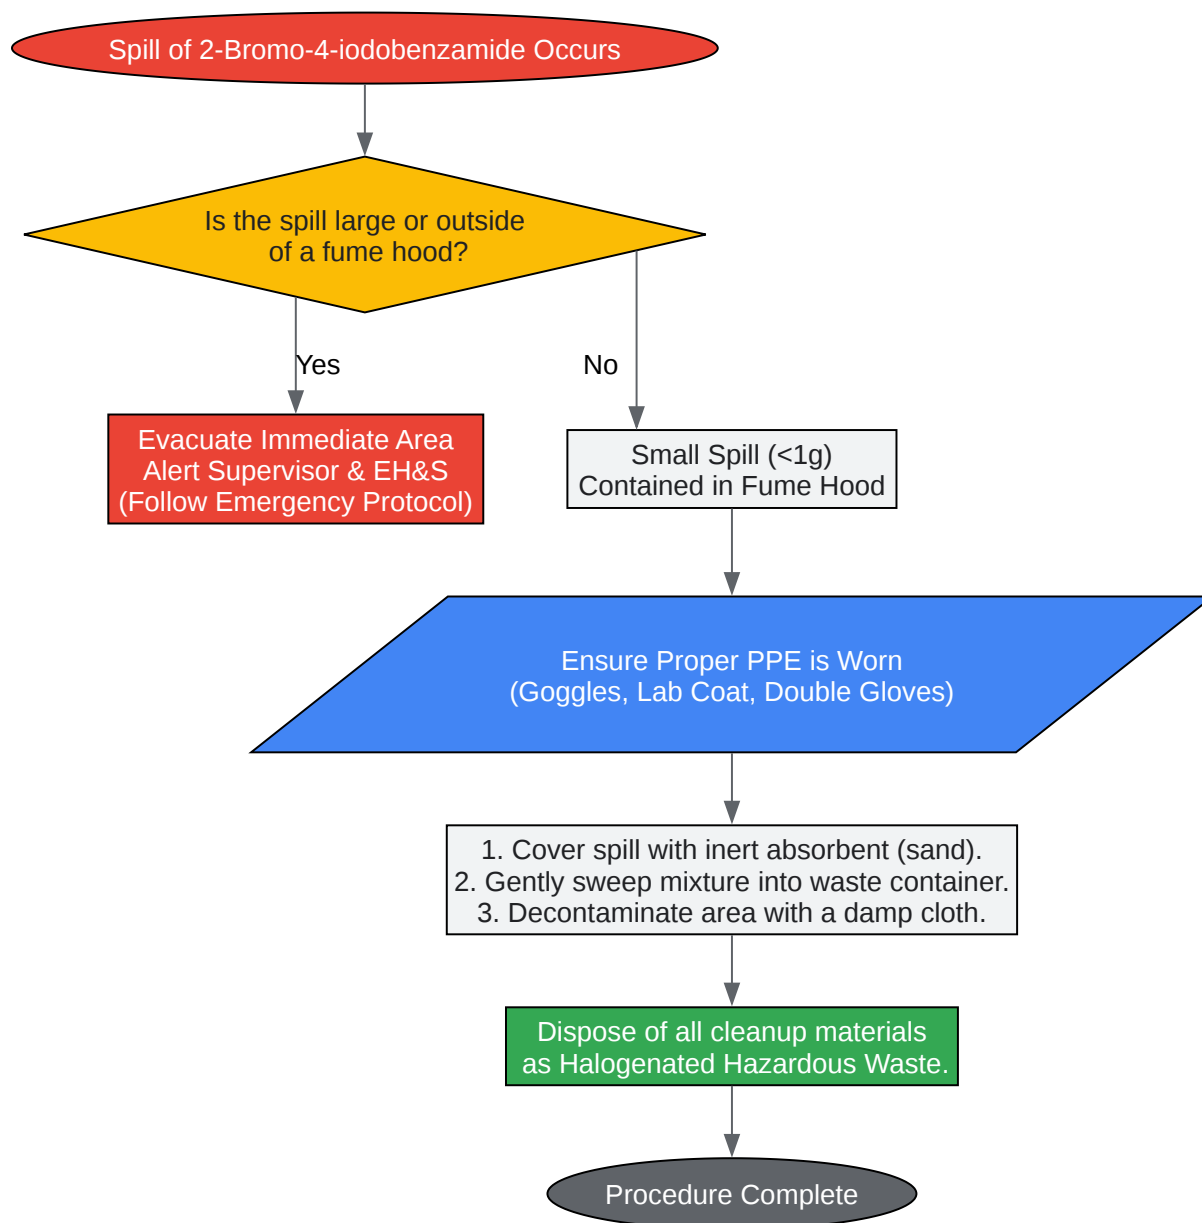 Spill of 2-Bromo-4-iodobenzamide Occurs
Is the spill large or outside
of a fume hood?
Yes
No
Evacuate Immediate Area
Alert Supervisor & EH&S
(Follow Emergency Protocol)
Small Spill (<1g)
Contained in Fume Hood
Ensure Proper PPE is Worn
(Goggles, Lab Coat, Double Gloves)
1. Cover spill with inert absorbent (sand).
2. Gently sweep mixture into waste container.
3. Decontaminate area with a damp cloth.
Dispose of all cleanup materials
as Halogenated Hazardous Waste.
Procedure Complete